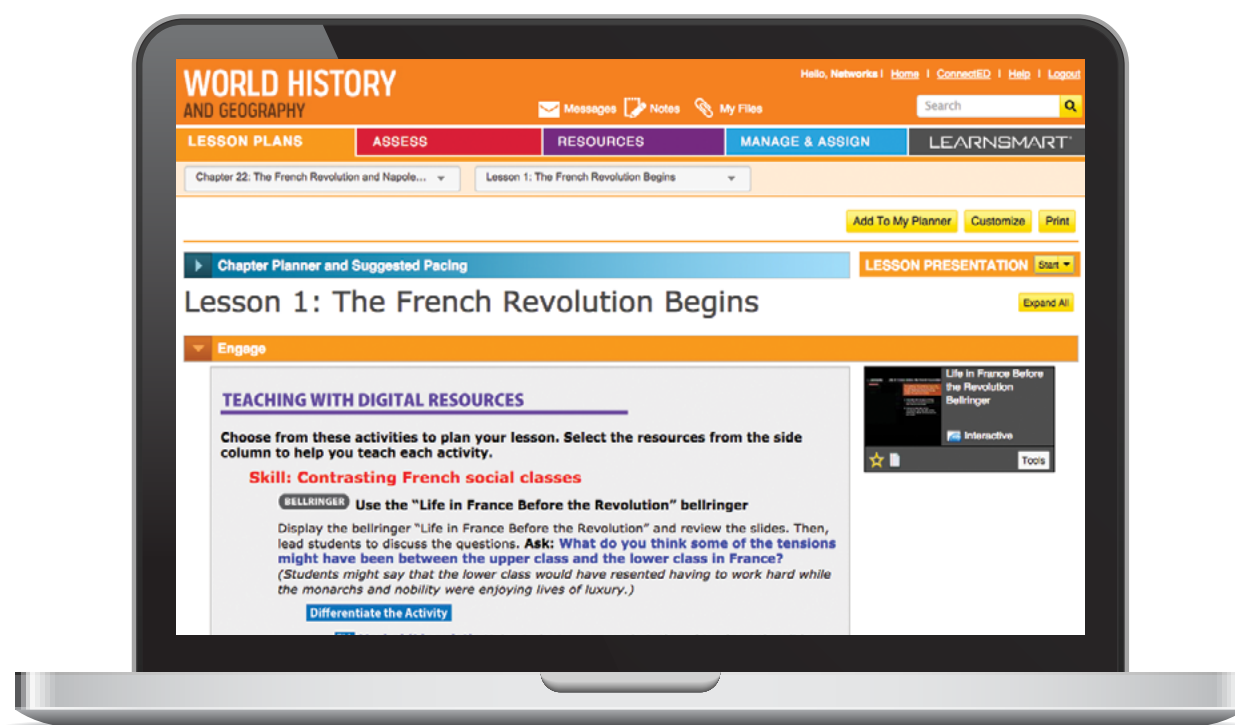 WORLD HISTORY
AND GEOGRAPHY
Hello, Networks! | Home | ConnectED | Help | Logout
Messages Notes My Files
Search
LESSON PLANS ASSESS RESOURCES MANAGE & ASSIGN LEARNSMART
Chapter 22: The French Revolution and Napole... Lesson 1: The French Revolution Begins
Add To My Planner Customize Print
Chapter Planner and Suggested Pacing
LESSON PRESENTATION Start
Lesson 1: The French Revolution Begins
Expand All
Engage
TEACHING WITH DIGITAL RESOURCES
Choose from these activities to plan your lesson. Select the resources from the side
column to help you teach each activity.
Skill: Contrasting French social classes
BELLRINGER Use the “Life in France Before the Revolution” bellringer
Display the bellringer “Life in France Before the Revolution” and review the slides. Then,
lead students to discuss the questions. Ask: What do you think some of the tensions
might have been between the upper class and the lower class in France?
(Students might say that the lower class would have resented having to work hard while
the monarchs and nobility were enjoying lives of luxury.)
Differentiate the Activity
Life in France Before
the Revolution
Bellringer
Interactive
Tools